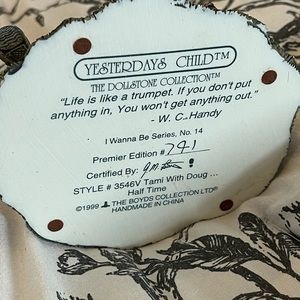 YESTERDAYS CHILD™
THE DOLLSTONE COLLECTION™
"Life is like a trumpet. If you don't put
anything in, You won't get anything out."
- W. C. Handy
I Wanna Be Series, No. 14
Premier Edition # 241
Certified By:
STYLE # 3546V Tami With Doug ...
Half Time
©1999 THE BOYDS COLLECTION LTD®
HANDMADE IN CHINA